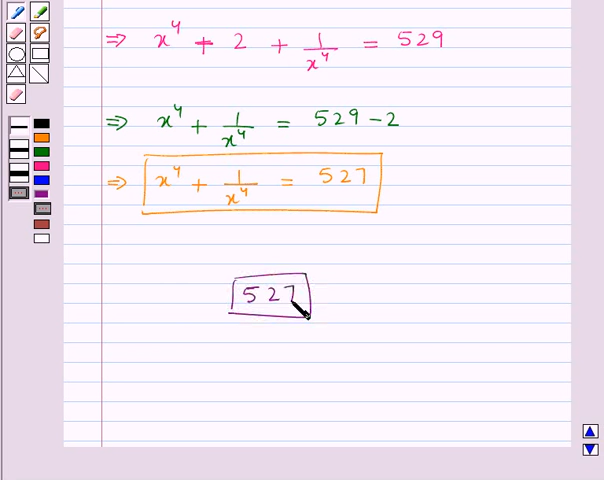 ⇒ x⁴ + 2 + 1/x⁴ = 529
⇒ x⁴ + 1/x⁴ = 529 - 2
⇒ x⁴ + 1/x⁴ = 527
527